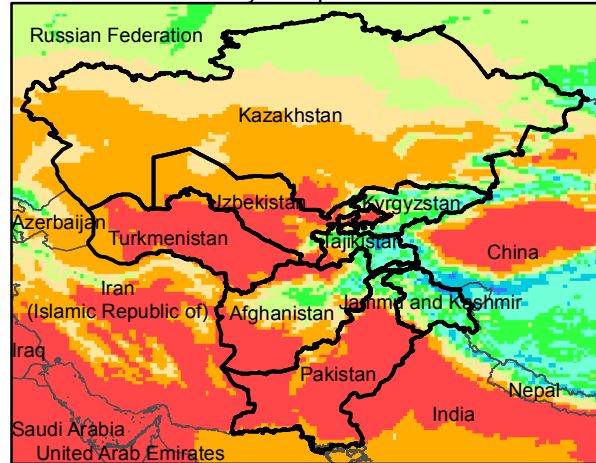 Russian Federation
Kazakhstan
Izbekistan
Kyrgyzstan
Azerbaijan
Turkmenistan
Tajikistan
China
Iran
(Islamic Republic of)
Afghanistan
Jammu and Kashmir
Iraq
Pakistan
Nepal
India
Saudi Arabia
United Arab Emirates